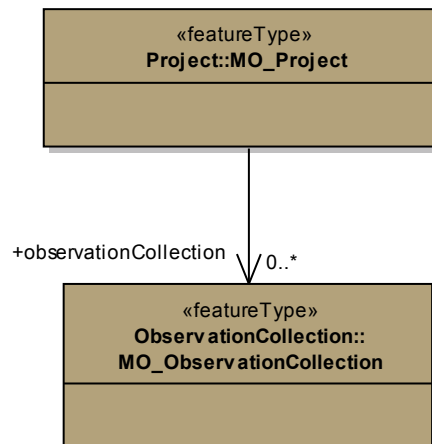 «featureType»
Project::MO_Project
+observationCollection
0..*
«featureType»
ObservationCollection::
MO_ObservationCollection